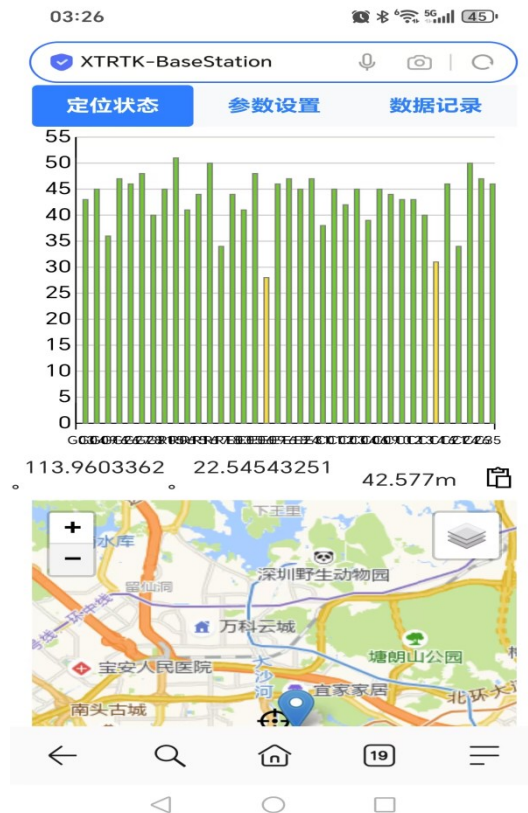 03:26
6 5G 45
XTRTK-BaseStation
定位状态 参数设置 数据记录
55
50
45
40
35
30
25
20
15
10
5
0
113.9603362° 22.54543251° 42.577m
下王里
+
水库
−
深圳野生动物园
留仙洞
万科云城
塘朗山公园
宝安人民医院
大沙河
宜家家居
北环大道
南头古城
19